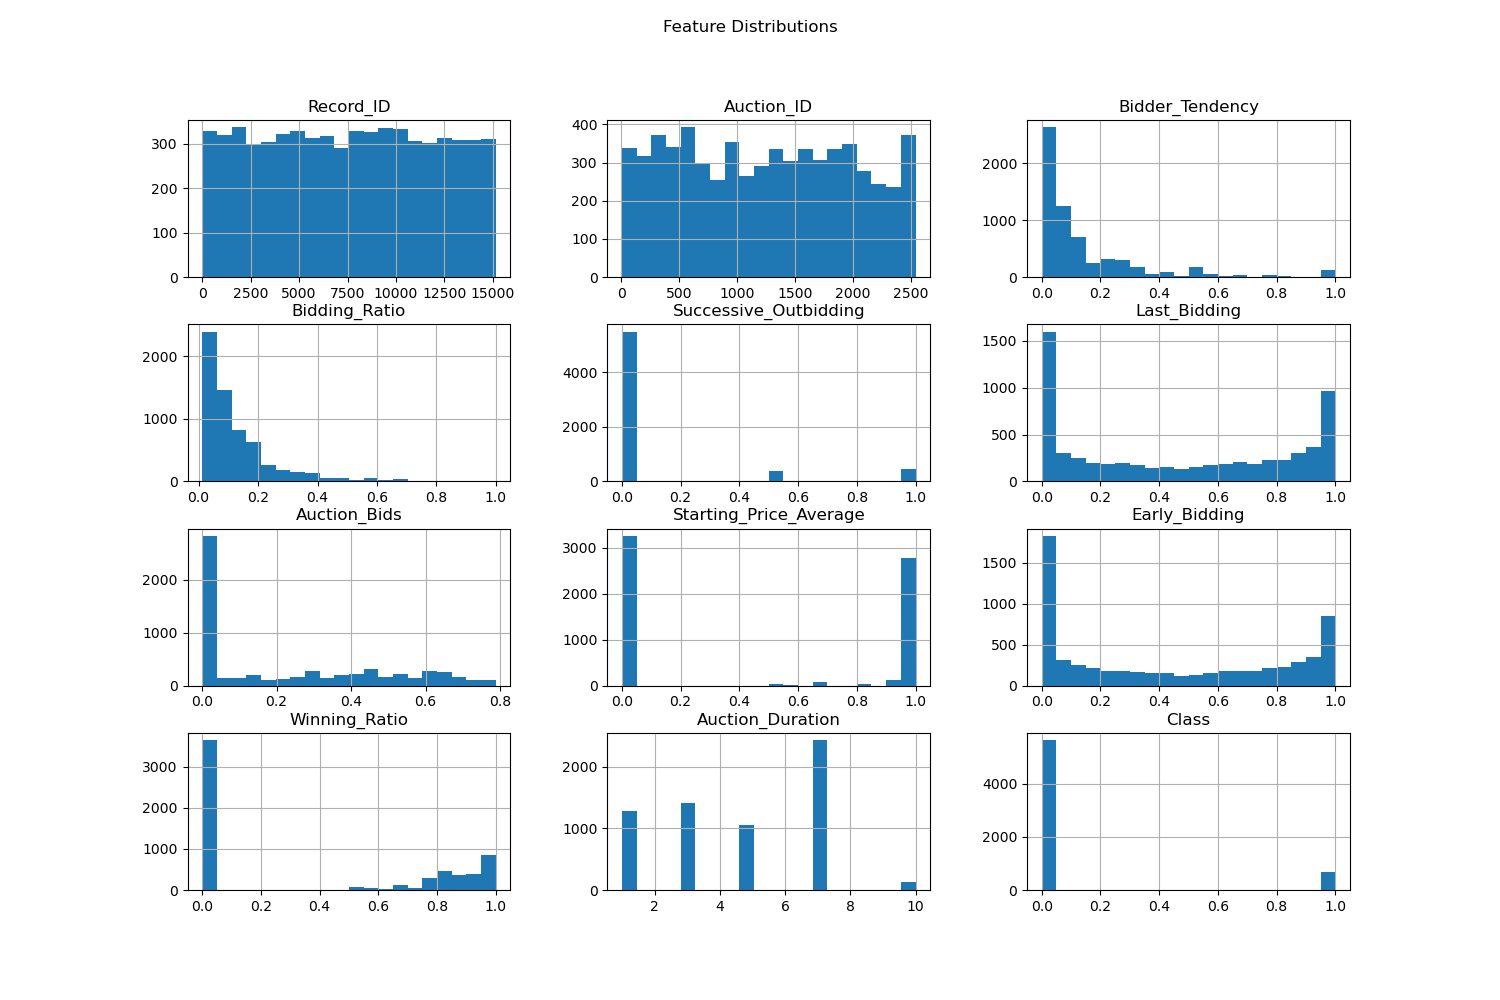 Feature Distributions
Record_ID
300
200
100
0
0 2500 5000 7500 10000 12500 15000
Auction_ID
400
300
200
100
0
0 500 1000 1500 2000 2500
Bidder_Tendency
2000
1000
0
0.0 0.2 0.4 0.6 0.8 1.0
Bidding_Ratio
2000
1000
0
0.0 0.2 0.4 0.6 0.8 1.0
Successive_Outbidding
4000
2000
0
0.0 0.2 0.4 0.6 0.8 1.0
Last_Bidding
1500
1000
500
0
0.0 0.2 0.4 0.6 0.8 1.0
Auction_Bids
2000
1000
0
0.0 0.2 0.4 0.6 0.8
Starting_Price_Average
3000
2000
1000
0
0.0 0.2 0.4 0.6 0.8 1.0
Early_Bidding
1500
1000
500
0
0.0 0.2 0.4 0.6 0.8 1.0
Winning_Ratio
3000
2000
1000
0
0.0 0.2 0.4 0.6 0.8 1.0
Auction_Duration
2000
1000
0
2 4 6 8 10
Class
4000
2000
0
0.0 0.2 0.4 0.6 0.8 1.0